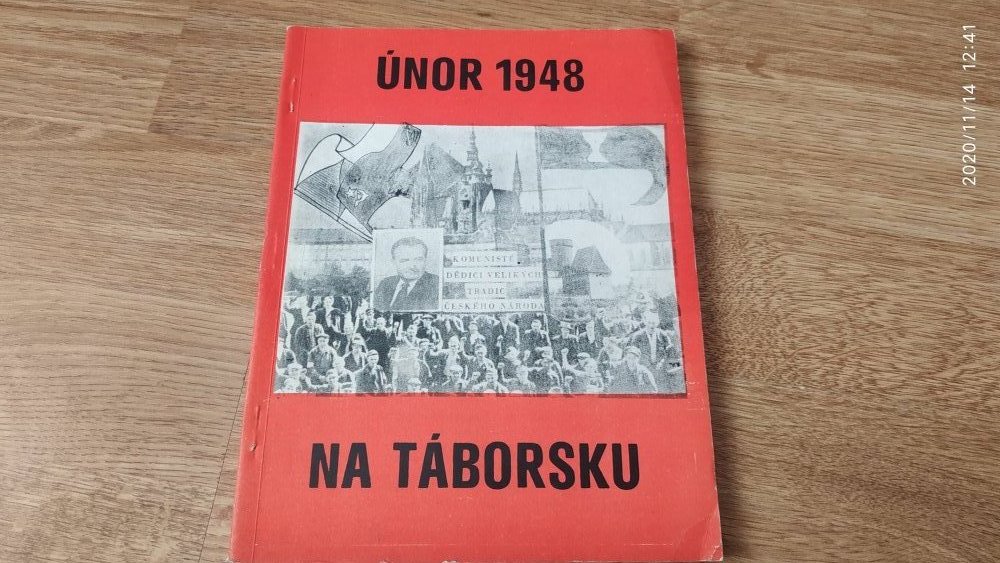 ÚNOR 1948
KOMUNISTÉ
DĚDICI VELIKÝCH
TRADIC
ČESKÉHO NÁRODA
NA TÁBORSKU
2020/11/14 12:41